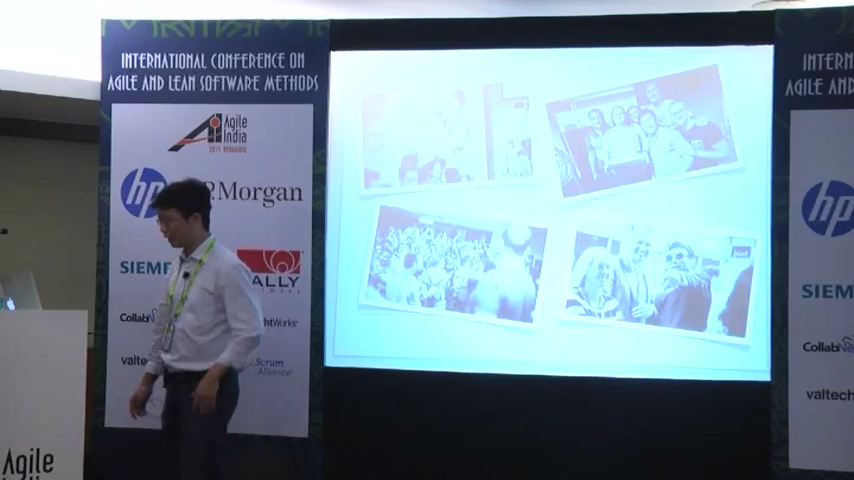 INTERNATIONAL CONFERENCE ON
AGILE AND LEAN SOFTWARE METHODS
Agile
India
hp
P.Morgan
SIEM
ALLY
Collab
htWorks
valte
Scrum
Alliance
Agile
INTERN
AGILE AND
hp
SIEM
CollabNe
valtech